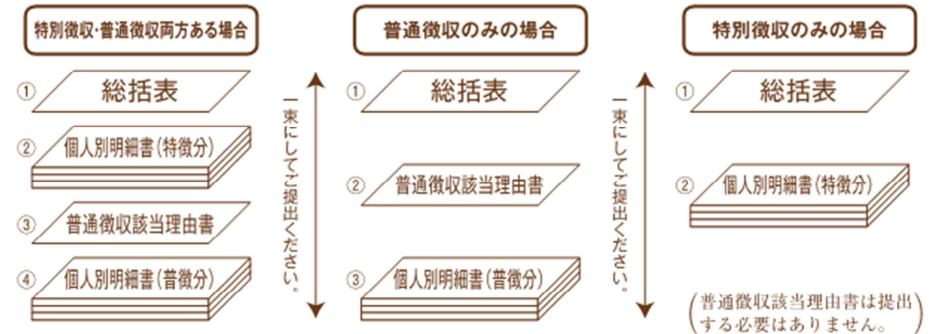 特別徴収・普通徴収両方ある場合
① 総括表
② 個人別明細書(特徴分)
③ 普通徴収該当理由書
④ 個人別明細書(普徴分)
一束にしてご提出ください。
普通徴収のみの場合
① 総括表
② 普通徴収該当理由書
③ 個人別明細書(普徴分)
一束にしてご提出ください。
特別徴収のみの場合
① 総括表
② 個人別明細書(特徴分)
(普通徴収該当理由書は提出
する必要はありません。)